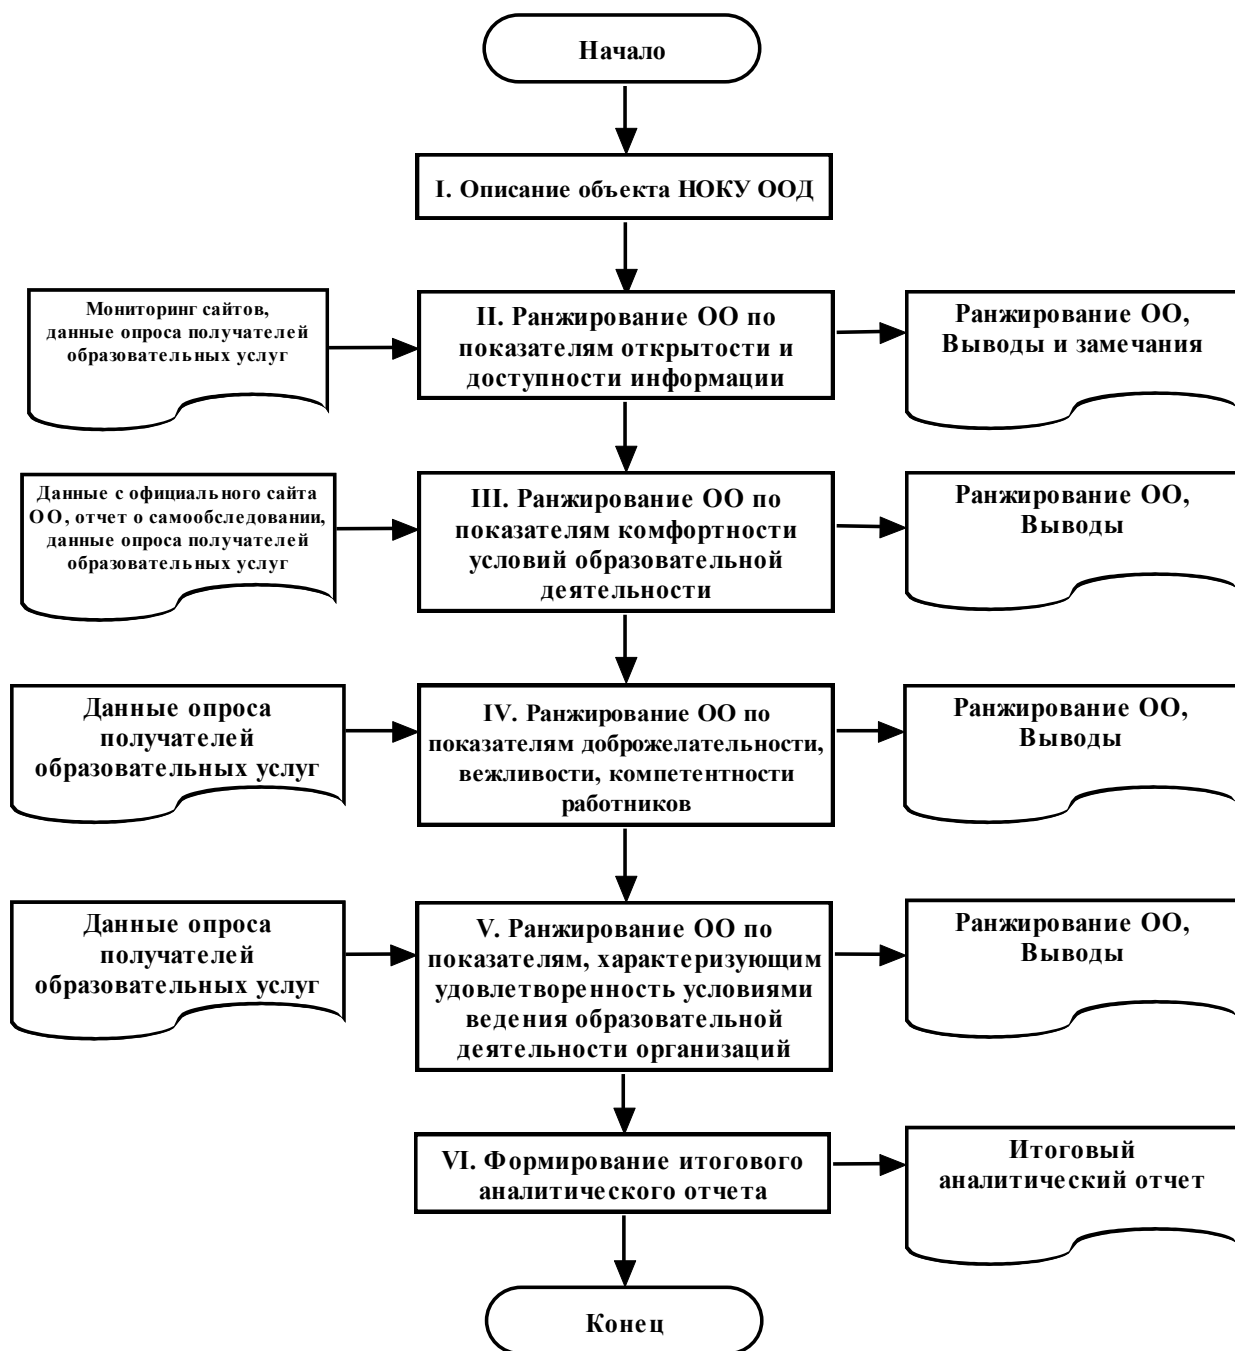 Начало
I. Описание объекта НОКУ ООД
Мониторинг сайтов,
данные опроса получателей
образовательных услуг
II. Ранжирование ОО по
показателям открытости и
доступности информации
Ранжирование ОО,
Выводы и замечания
Данные с официального сайта
ОО, отчет о самообследовании,
данные опроса получателей
образовательных услуг
III. Ранжирование ОО по
показателям комфортности
условий образовательной
деятельности
Ранжирование ОО,
Выводы
Данные опроса
получателей
образовательных услуг
IV. Ранжирование ОО по
показателям доброжелательности,
вежливости, компетентности
работников
Ранжирование ОО,
Выводы
Данные опроса
получателей
образовательных услуг
V. Ранжирование ОО по
показателям, характеризующим
удовлетворенность условиями
ведения образовательной
деятельности организаций
Ранжирование ОО,
Выводы
VI. Формирование итогового
аналитического отчета
Итоговый
аналитический отчет
Конец